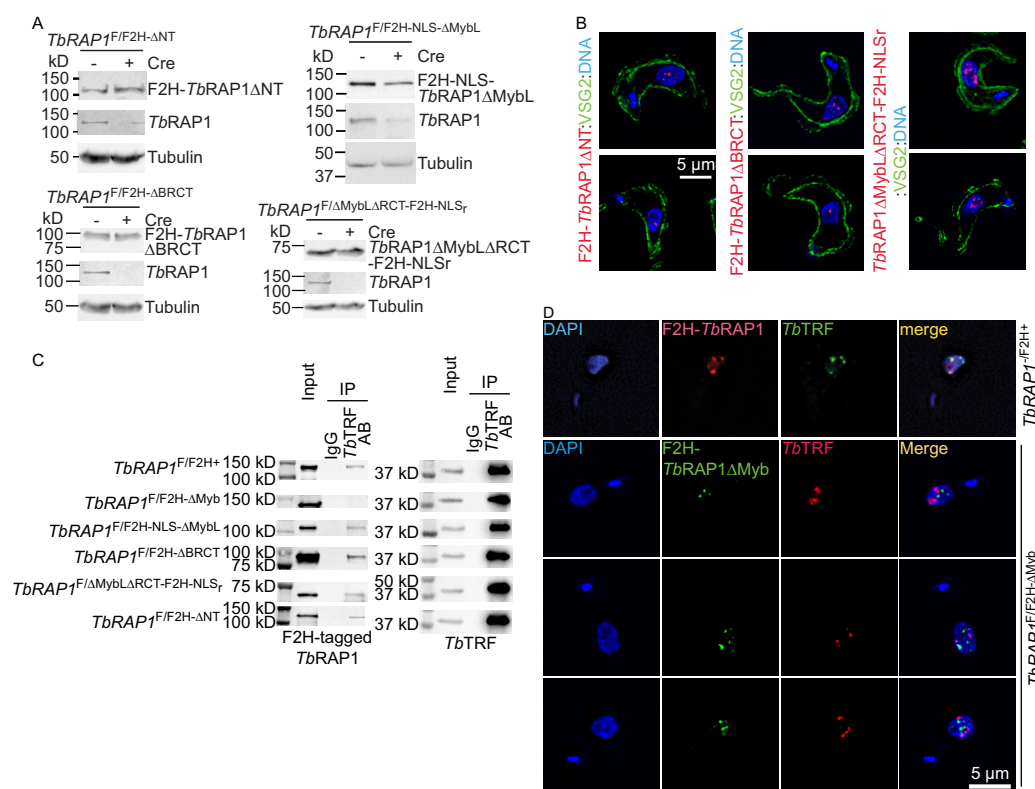 A
TbRAP1F/F2H-ΔNT
kD - + Cre
150
100
F2H-TbRAP1ΔNT
150
100
TbRAP1
50
Tubulin
TbRAP1F/F2H-NLS-ΔMybL
kD - + Cre
150
100
F2H-NLS-
TbRAP1ΔMybL
150
100
TbRAP1
50
37
Tubulin
TbRAP1F/F2H-ΔBRCT
kD - + Cre
100
75
F2H-TbRAP1
ΔBRCT
150
100
TbRAP1
50
Tubulin
TbRAP1F/ΔMybLΔRCT-F2H-NLSr
kD - + Cre
75
TbRAP1ΔMybLΔRCT
-F2H-NLSr
150
100
TbRAP1
50
Tubulin
B
F2H-TbRAP1ΔNT:VSG2:DNA
F2H-TbRAP1ΔBRCT:VSG2:DNA
TbRAP1ΔMybLΔRCT-F2H-NLSr
:VSG2:DNA
5 µm
C
Input
IP
IgG
TbTRF
AB
Input
IP
IgG
TbTRF
AB
TbRAP1F/F2H+
150 kD
100 kD
37 kD
TbRAP1F/F2H-ΔMyb
150 kD
37 kD
TbRAP1F/F2H-NLS-ΔMybL
100 kD
37 kD
TbRAP1F/F2H-ΔBRCT
100 kD
75 kD
37 kD
TbRAP1F/ΔMybLΔRCT-F2H-NLSr
75 kD
50 kD
37 kD
TbRAP1F/F2H-ΔNT
150 kD
100 kD
37 kD
F2H-tagged
TbRAP1
TbTRF
D
DAPI
F2H-TbRAP1
TbTRF
merge
TbRAP1-/F2H+
DAPI
F2H-
TbRAP1ΔMyb
TbTRF
Merge
TbRAP1F/F2H-ΔMyb
5 µm